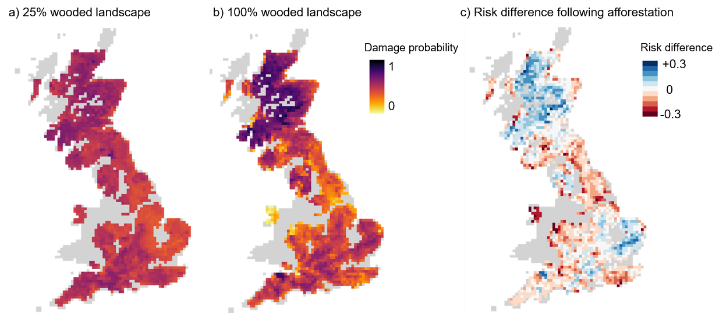 a) 25% wooded landscape
b) 100% wooded landscape
c) Risk difference following afforestation
Damage probability
1
0
Risk difference
+0.3
0
-0.3